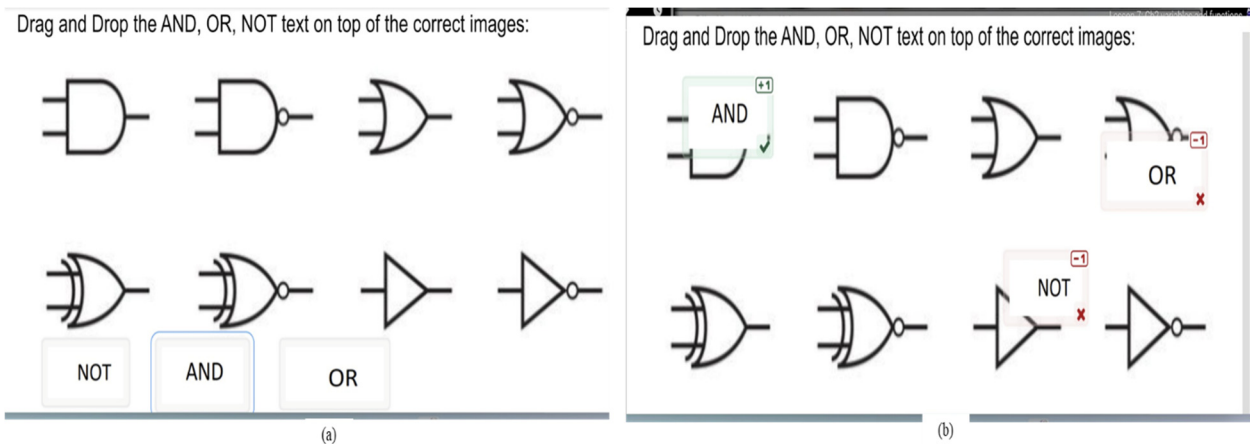 Drag and Drop the AND, OR, NOT text on top of the correct images:
NOT
AND
OR
(a)
Drag and Drop the AND, OR, NOT text on top of the correct images:
+1
AND
-1
OR
-1
NOT
(b)